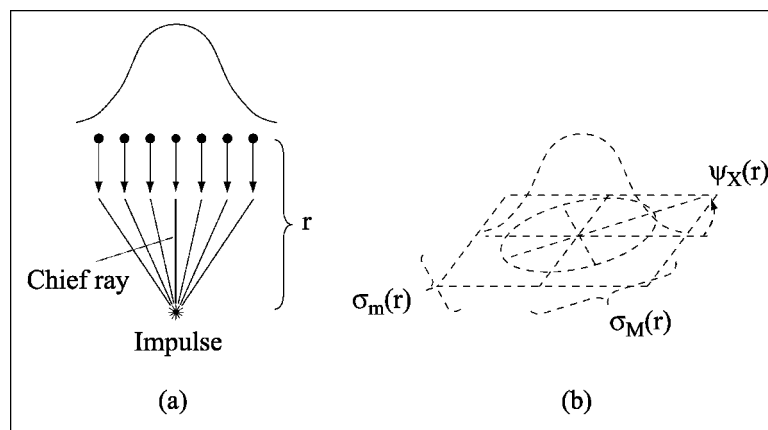 r
Chief ray
Impulse
(a)
ψX(r)
σm(r)
σM(r)
(b)